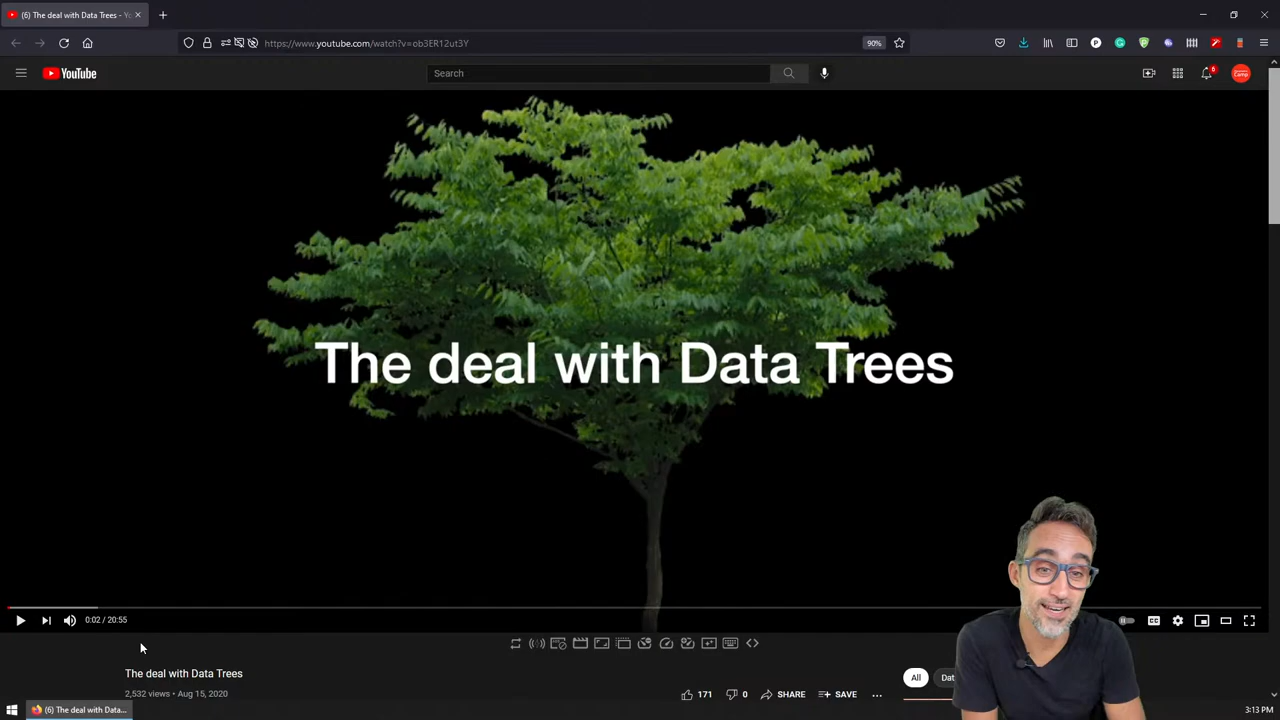 (6) The deal with Data Trees - Yo
https://www.youtube.com/watch?v=ob3ER12ut3Y
90%
YouTube
Search
6
The deal with Data Trees
0:02 / 20:55
CC
The deal with Data Trees
2,532 views • Aug 15, 2020
171
0
SHARE
SAVE
All
Dat
(6) The deal with Data...
3:13 PM